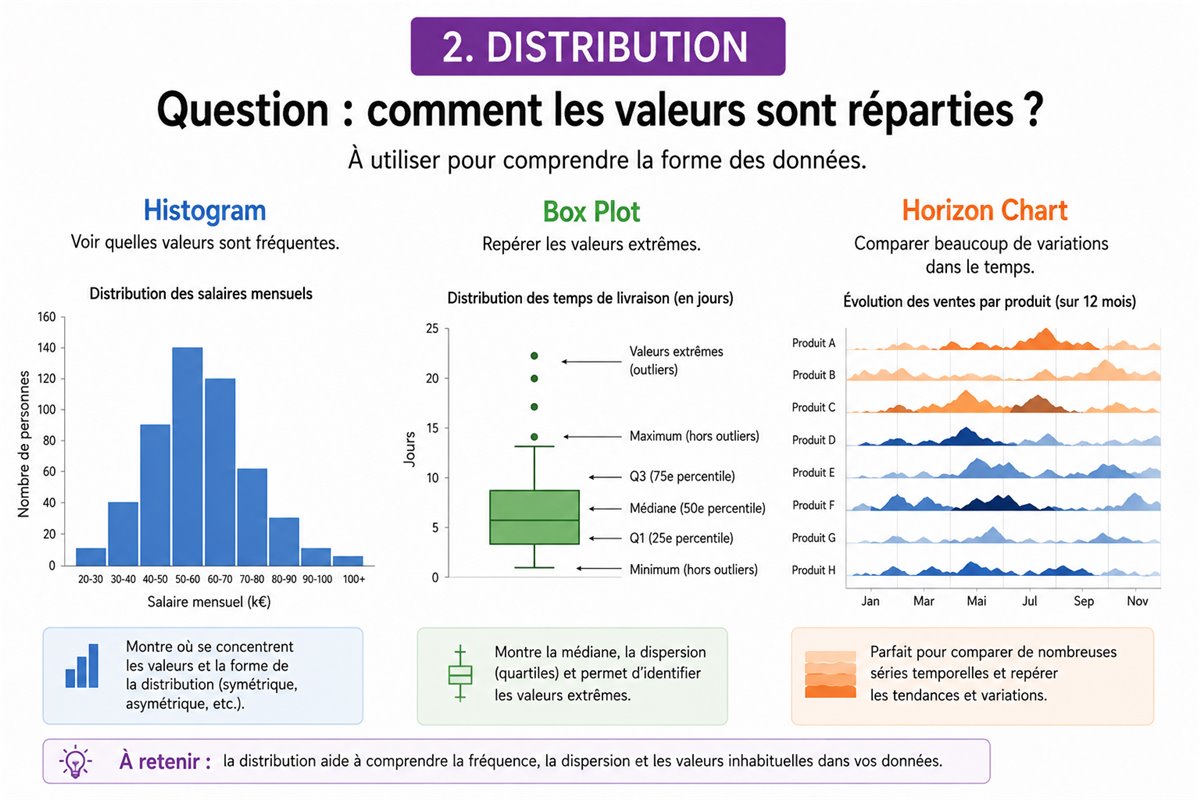 2. DISTRIBUTION
Question : comment les valeurs sont réparties ?
À utiliser pour comprendre la forme des données.
Histogram
Voir quelles valeurs sont fréquentes.
Distribution des salaires mensuels
Nombre de personnes
160
140
120
100
80
60
40
20
0
20-30 30-40 40-50 50-60 60-70 70-80 80-90 90-100 100+
Salaire mensuel (k€)
Montre où se concentrent
les valeurs et la forme de
la distribution (symétrique,
asymétrique, etc.).
Box Plot
Repérer les valeurs extrêmes.
Distribution des temps de livraison (en jours)
Jours
25
20
15
10
5
0
Valeurs extrêmes
(outliers)
Maximum (hors outliers)
Q3 (75e percentile)
Médiane (50e percentile)
Q1 (25e percentile)
Minimum (hors outliers)
Montre la médiane, la dispersion
(quartiles) et permet d'identifier
les valeurs extrêmes.
Horizon Chart
Comparer beaucoup de variations
dans le temps.
Évolution des ventes par produit (sur 12 mois)
Produit A
Produit B
Produit C
Produit D
Produit E
Produit F
Produit G
Produit H
Jan Mar Mai Jul Sep Nov
Parfait pour comparer de nombreuses
séries temporelles et repérer
les tendances et variations.
À retenir : la distribution aide à comprendre la fréquence, la dispersion et les valeurs inhabituelles dans vos données.